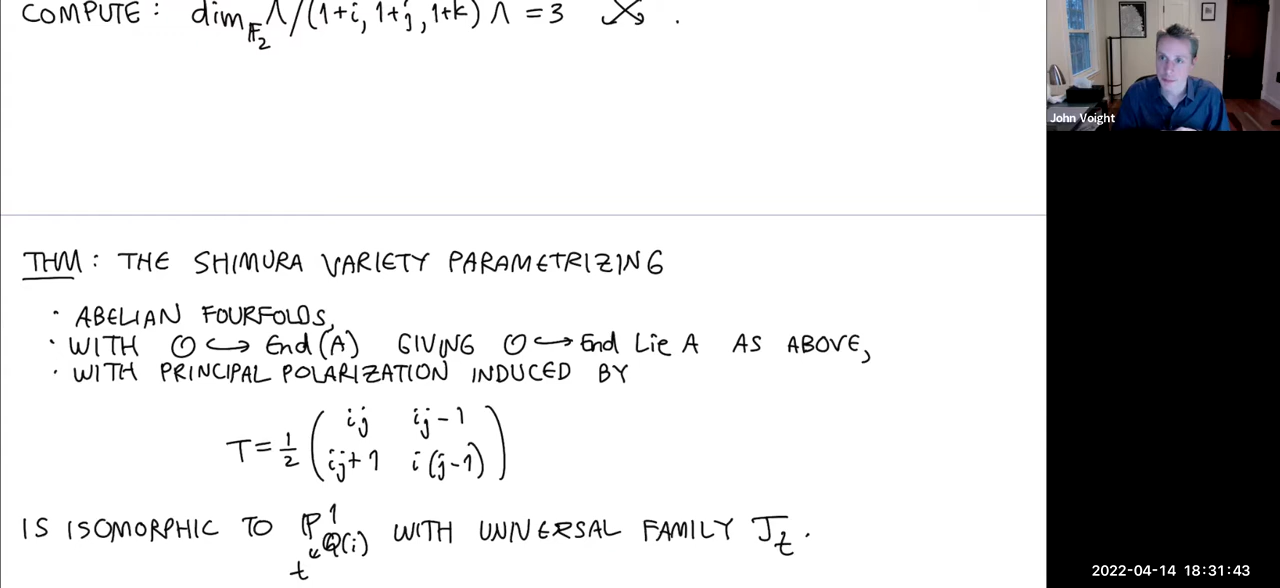 COMPUTE: dim_{F_2} Λ/(1+i, 1+j, 1+k) Λ = 3 .
THM: THE SHIMURA VARIETY PARAMETRIZING
· ABELIAN FOURFOLDS,
· WITH O ↪ End(A) GIVING O ↪ End Lie A AS ABOVE,
· WITH PRINCIPAL POLARIZATION INDUCED BY
T = 1/2 ( ij ij-1
ij+1 i(j-1) )
IS ISOMORPHIC TO P^1_{Q(i)} WITH UNIVERSAL FAMILY J_t.
t
John Voight
2022-04-14 18:31:43